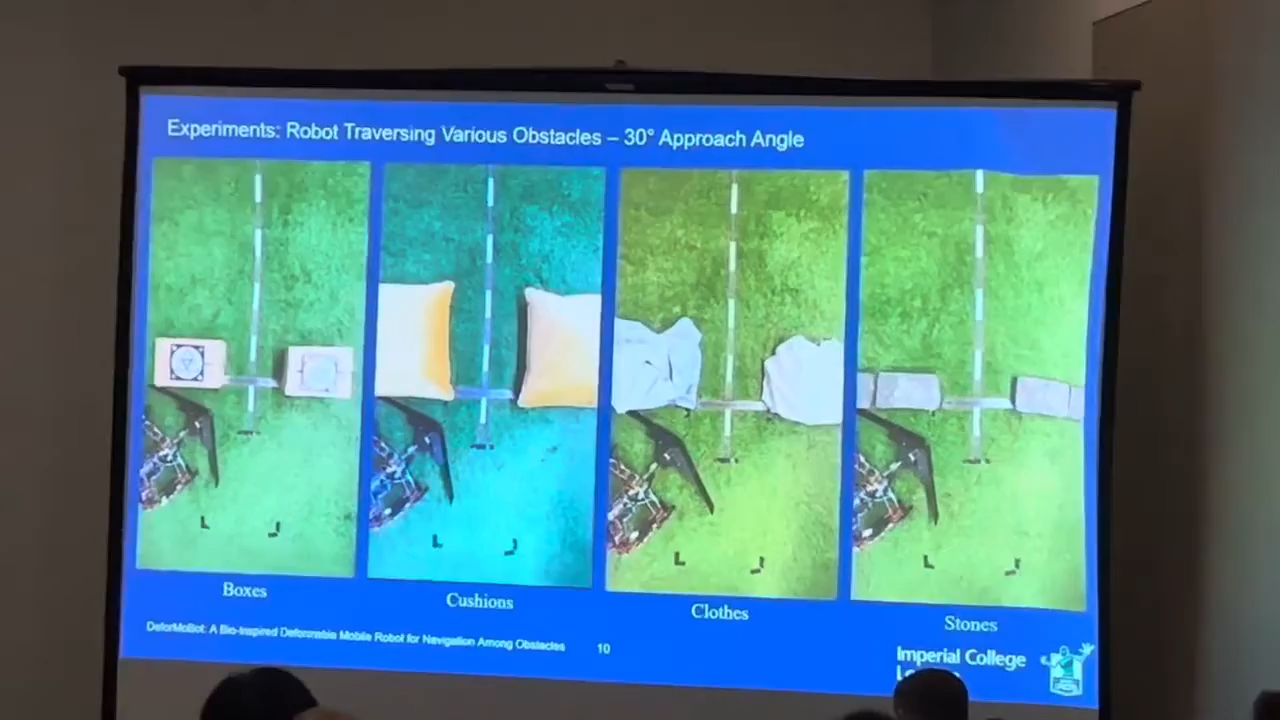 Experiments: Robot Traversing Various Obstacles – 30° Approach Angle
Boxes
Cushions
Clothes
Stones
DeforMoBot: A Bio-Inspired Deformable Mobile Robot for Navigation Among Obstacles
10
Imperial College